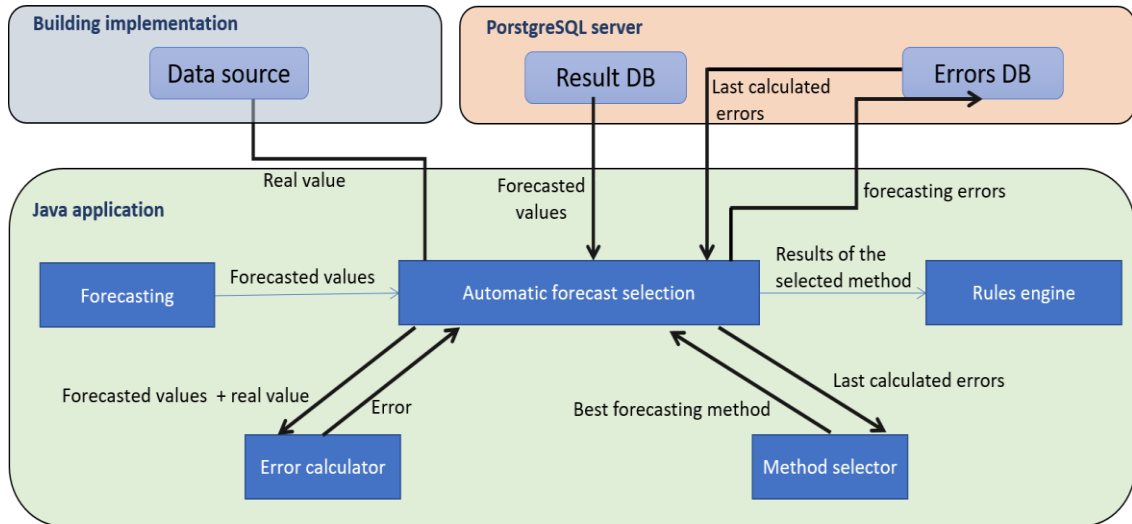 Building implementation
Data source
PorstgreSQL server
Result DB
Errors DB
Last calculated
errors
Real value
Forecasted
values
forecasting errors
Java application
Forecasting
Forecasted values
Automatic forecast selection
Results of the
selected method
Rules engine
Forecasted values + real value
Error
Best forecasting method
Last calculated errors
Error calculator
Method selector